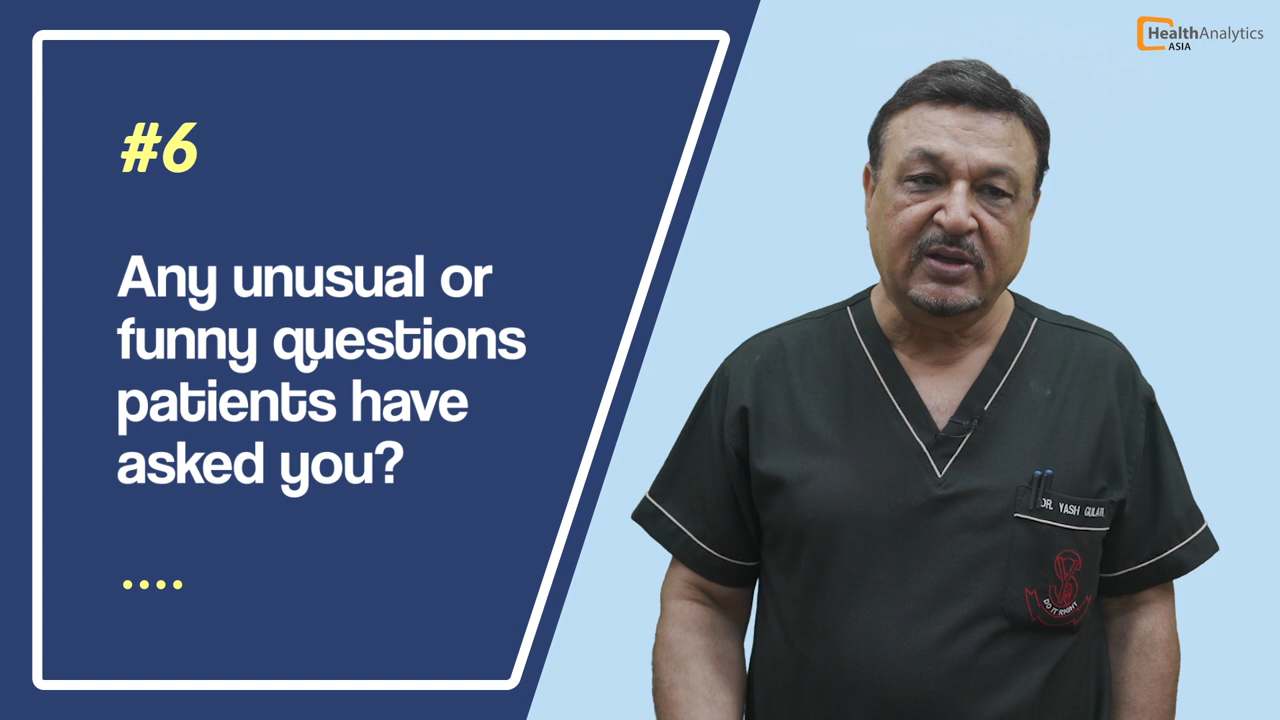 #6
Any unusual or
funny questions
patients have
asked you?
HealthAnalytics
ASIA
DR. YASH GULATI
DO IT RIGHT